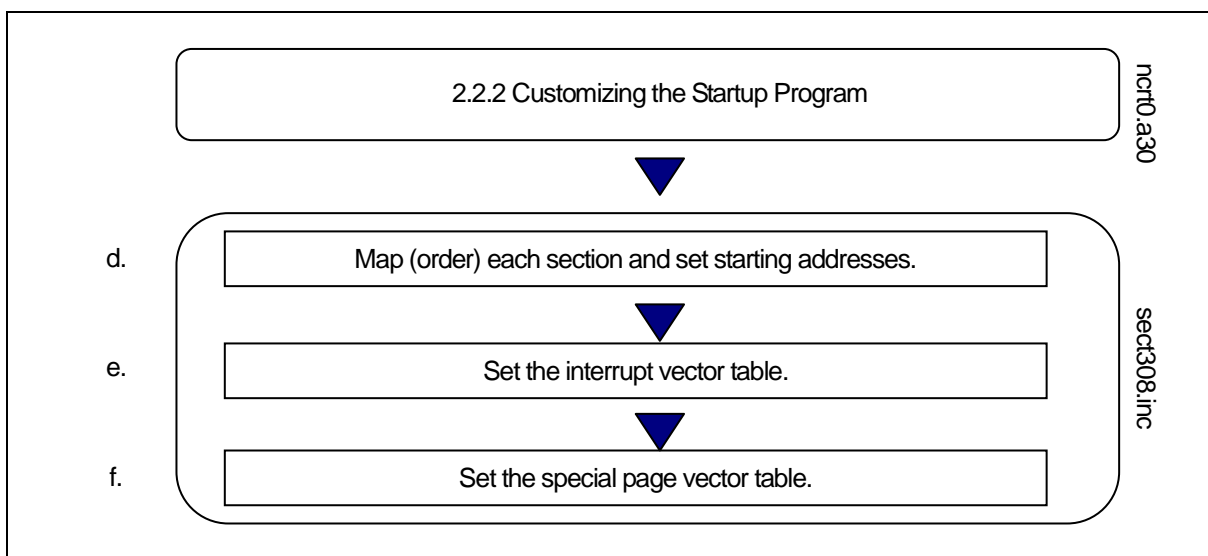 2.2.2 Customizing the Startup Program
ncrt0.a30
d.
Map (order) each section and set starting addresses.
e.
Set the interrupt vector table.
f.
Set the special page vector table.
sect308.inc